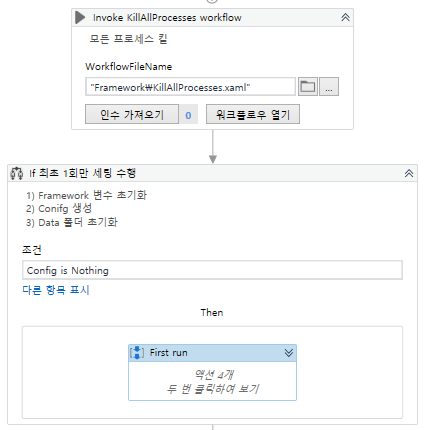 Invoke KillAllProcesses workflow
모든 프로세스 킬
WorkflowFileName
"Framework₩KillAllProcesses.xaml"
...
인수 가져오기 0 워크플로우 열기
If 최초 1회만 세팅 수행
1) Framework 변수 초기화
2) Conifg 생성
3) Data 폴더 초기화
조건
Config is Nothing
다른 항목 표시
Then
First run
액션 4개
두 번 클릭하여 보기